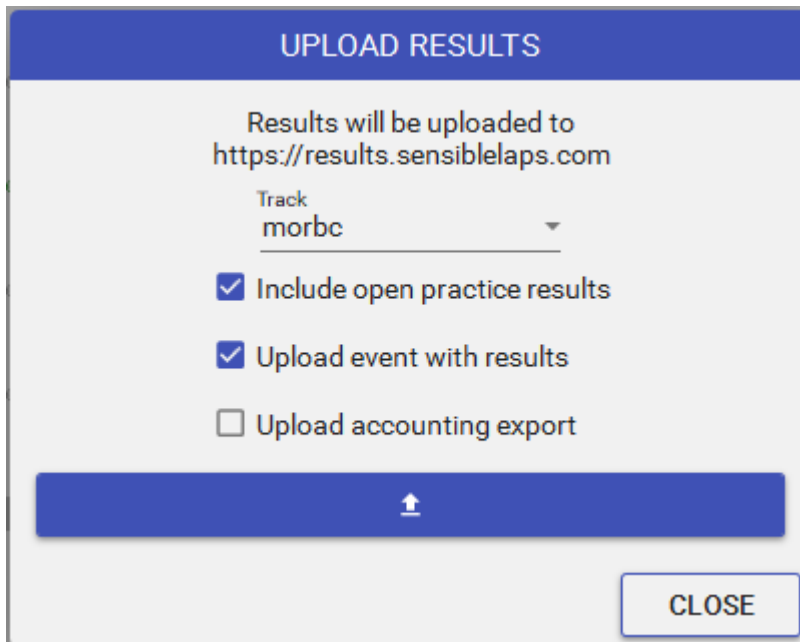 UPLOAD RESULTS
Results will be uploaded to
https://results.sensiblelaps.com
Track
morbc
Include open practice results
Upload event with results
Upload accounting export
CLOSE